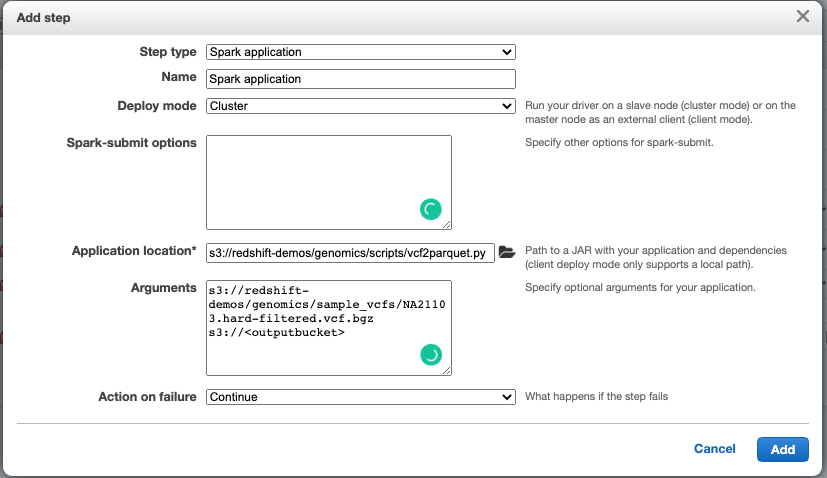 Add step
Step type Spark application
Name Spark application
Deploy mode Cluster Run your driver on a slave node (cluster mode) or on the
master node as an external client (client mode).
Spark-submit options Specify other options for spark-submit.
Application location* s3://redshift-demos/genomics/scripts/vcf2parquet.py Path to a JAR with your application and dependencies
(client deploy mode only supports a local path).
Arguments s3://redshift- Specify optional arguments for your application.
demos/genomics/sample_vcfs/NA2110
3.hard-filtered.vcf.bgz
s3://<outputbucket>
Action on failure Continue What happens if the step fails
Cancel Add